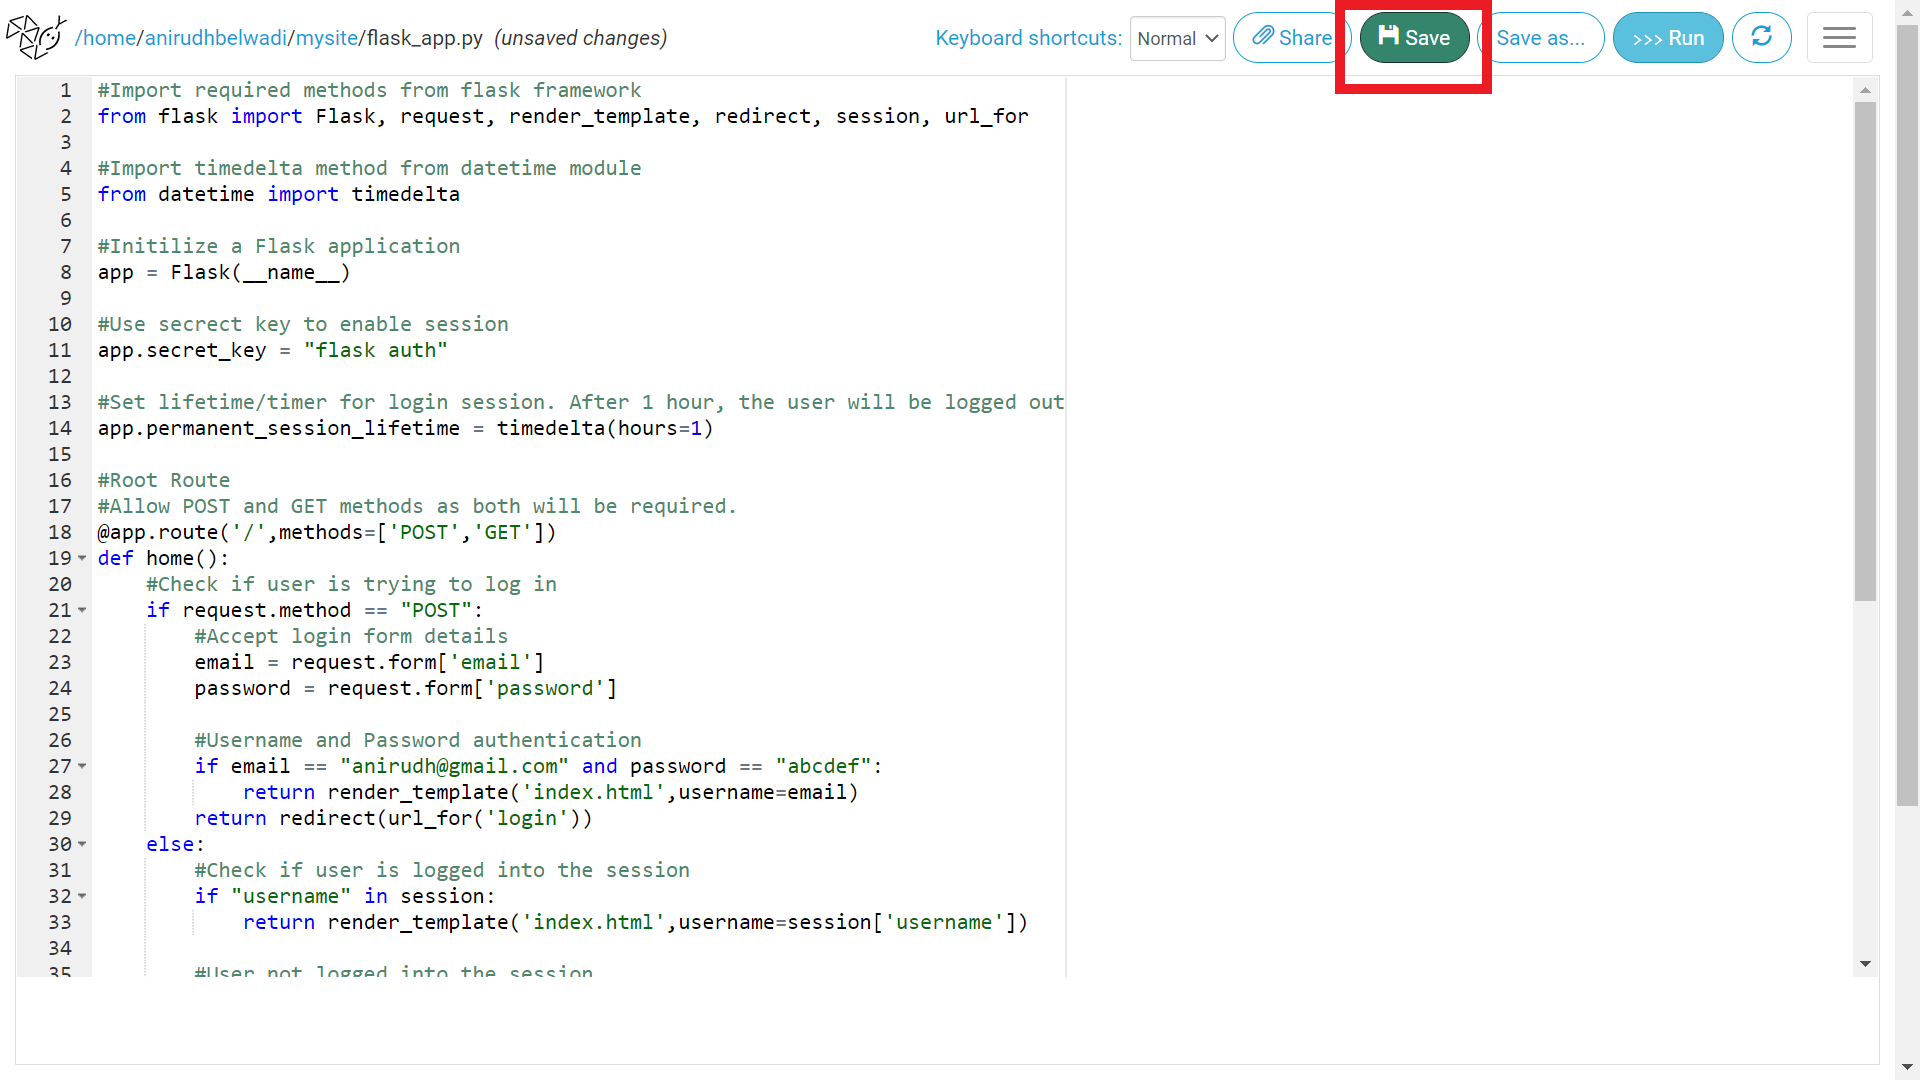 /home/anirudhbelwadi/mysite/flask_app.py (unsaved changes) Keyboard shortcuts: Normal Share Save Save as... >>> Run
1 #Import required methods from flask framework
2 from flask import Flask, request, render_template, redirect, session, url_for
3
4 #Import timedelta method from datetime module
5 from datetime import timedelta
6
7 #Initilize a Flask application
8 app = Flask(__name__)
9
10 #Use secrect key to enable session
11 app.secret_key = "flask auth"
12
13 #Set lifetime/timer for login session. After 1 hour, the user will be logged out
14 app.permanent_session_lifetime = timedelta(hours=1)
15
16 #Root Route
17 #Allow POST and GET methods as both will be required.
18 @app.route('/',methods=['POST','GET'])
19 def home():
20 #Check if user is trying to log in
21 if request.method == "POST":
22 #Accept login form details
23 email = request.form['email']
24 password = request.form['password']
25
26 #Username and Password authentication
27 if email == "anirudh@gmail.com" and password == "abcdef":
28 return render_template('index.html',username=email)
29 return redirect(url_for('login'))
30 else:
31 #Check if user is logged into the session
32 if "username" in session:
33 return render_template('index.html',username=session['username'])
34
35 #User not logged into the session